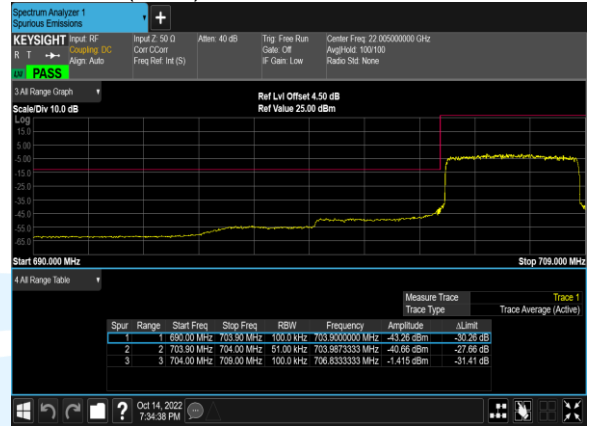 Spectrum Analyzer 1
Spurious Emissions
+
KEYSIGHT Input: RF Input Z: 50 Ω Atten: 40 dB Trig: Free Run Center Freq: 22.005000000 GHz
R T Coupling: DC Corr CCorr Gate: Off Avg|Hold: 100/100
Align: Auto Freq Ref: Int (S) IF Gain: Low Radio Std: None
PASS
3 All Range Graph
Ref Lvl Offset 4.50 dB
Scale/Div 10.0 dB Ref Value 25.00 dBm
Log
15.0
5.00
-5.00
-15.0
-25.0
-35.0
-45.0
-55.0
-65.0
Start 690.000 MHz Stop 709.000 MHz
4 All Range Table
Measure Trace Trace 1
Trace Type Trace Average (Active)
Spur Range Start Freq Stop Freq RBW Frequency Amplitude ΔLimit
1 1 690.00 MHz 703.90 MHz 100.0 kHz 703.9000000 MHz -43.26 dBm -30.26 dB
2 2 703.90 MHz 704.00 MHz 51.00 kHz 703.9873333 MHz -40.66 dBm -27.66 dB
3 3 704.00 MHz 709.00 MHz 100.0 kHz 706.8333333 MHz -1.415 dBm -31.41 dB
? Oct 14, 2022
7:34:38 PM